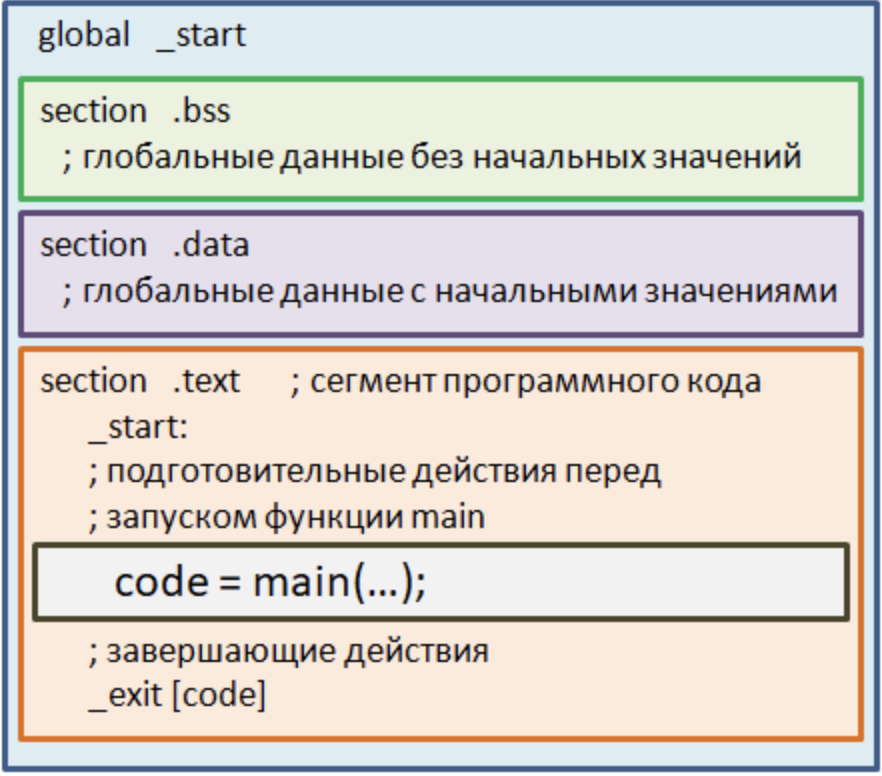 global _start
section .bss
; глобальные данные без начальных значений
section .data
; глобальные данные с начальными значениями
section .text ; сегмент программного кода
_start:
; подготовительные действия перед
; запуском функции main
code = main(...);
; завершающие действия
_exit [code]